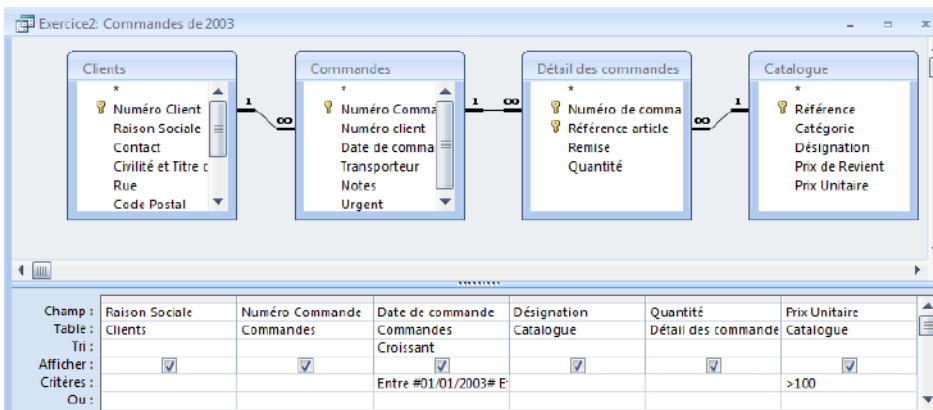 Exercice2: Commandes de 2003
Clients
*
Numéro Client
Raison Sociale
Contact
Civilité et Titre c
Rue
Code Postal
1
∞
Commandes
*
Numéro Comma
Numéro client
Date de comma
Transporteur
Notes
Urgent
1
∞
Détail des commandes
*
Numéro de comma
Référence article
Remise
Quantité
∞
1
Catalogue
*
Référence
Catégorie
Désignation
Prix de Revient
Prix Unitaire
Champ : Raison Sociale Numéro Commande Date de commande Désignation Quantité Prix Unitaire
Table : Clients Commandes Commandes Catalogue Détail des commande Catalogue
Tri : Croissant
Afficher :
Critères : Entre #01/01/2003# E >100
Ou :